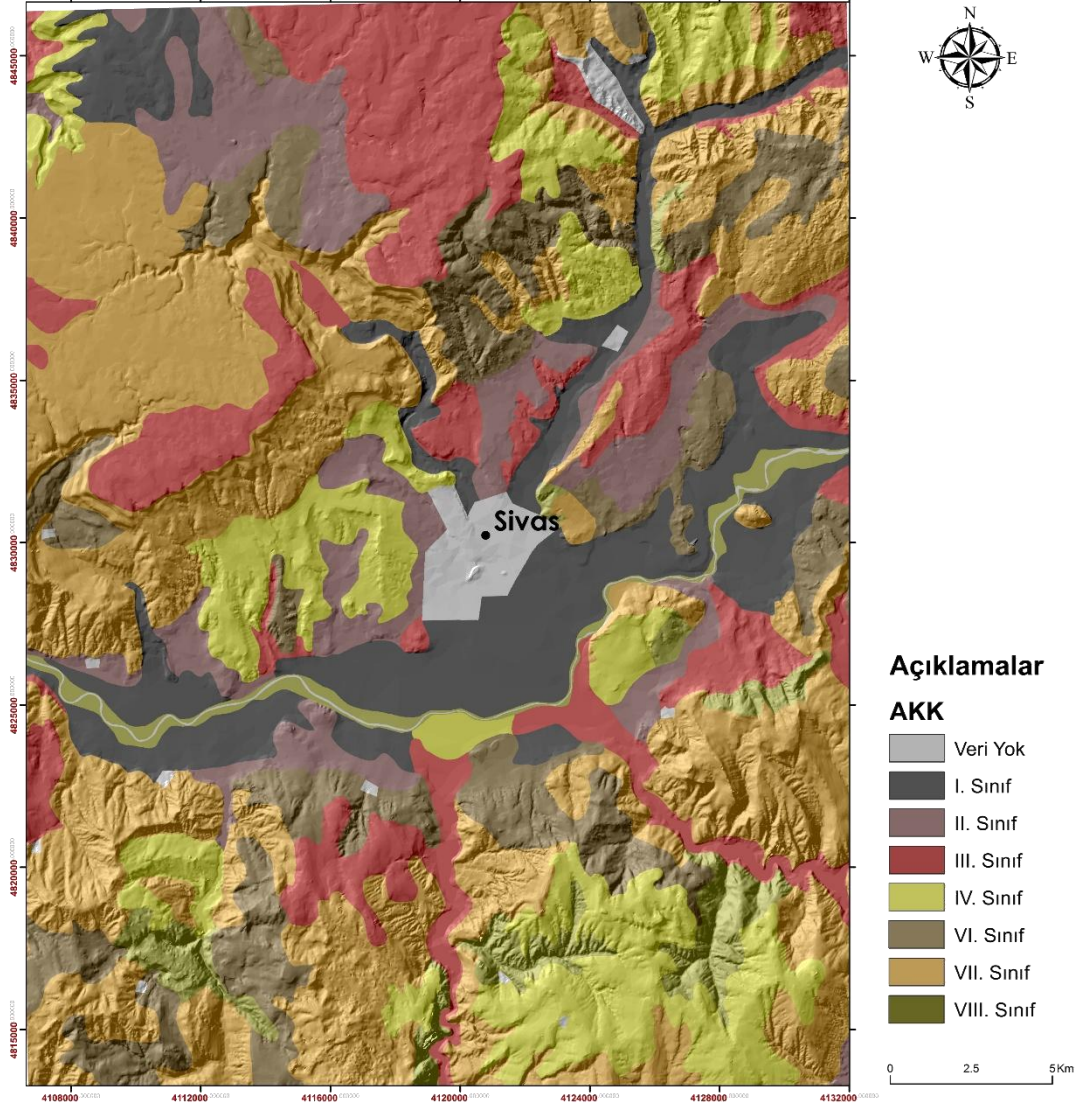 N
W E
S
4845000
4840000
4835000
4830000
4825000
4820000
4815000
Sivas
Açıklamalar
AKK
Veri Yok
I. Sınıf
II. Sınıf
III. Sınıf
IV. Sınıf
VI. Sınıf
VII. Sınıf
VIII. Sınıf
0 2.5 5 Km
4108000 4112000 4116000 4120000 4124000 4128000 4132000